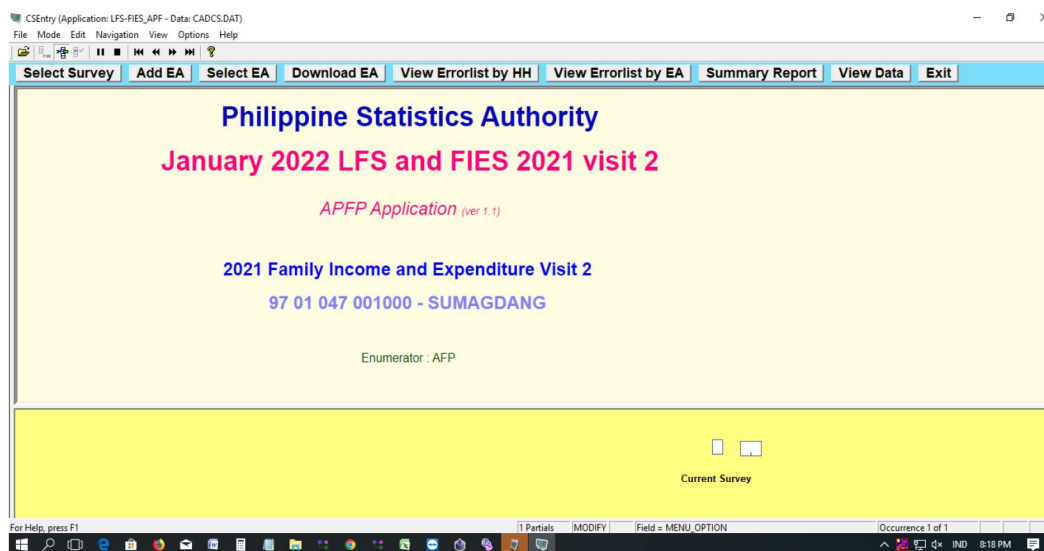 CSEntry (Application: LFS-FIES_APF - Data: CADCS.DAT)
File Mode Edit Navigation View Options Help
Select Survey Add EA Select EA Download EA View Errorlist by HH View Errorlist by EA Summary Report View Data Exit
Philippine Statistics Authority
January 2022 LFS and FIES 2021 visit 2
APFP Application (ver 1.1)
2021 Family Income and Expenditure Visit 2
97 01 047 001000 - SUMAGDANG
Enumerator : AFP
Current Survey
For Help, press F1 1 Partials MODIFY Field = MENU_OPTION Occurrence 1 of 1
IND 8:18 PM